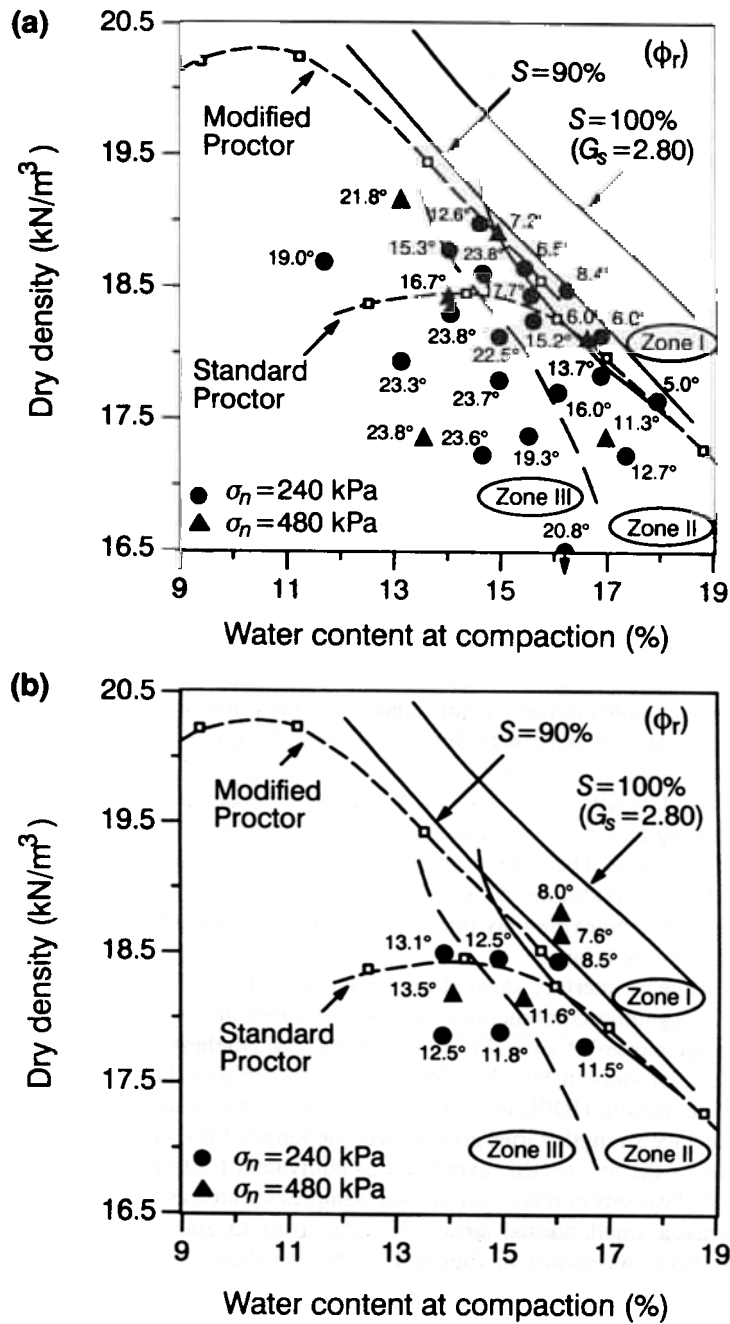 (a)
20.5
19.5
18.5
17.5
16.5
Dry density (kN/m³)
(ϕr)
S=90%
S=100%
(Gs=2.80)
Modified
Proctor
21.8°
12.6°
7.2°
19.0°
15.3°
23.8°
6.5°
8.4°
16.7°
7.7°
23.8°
6.0°
6.0°
22.5°
15.2°
Zone I
Standard
Proctor
23.3°
13.7°
5.0°
23.7°
16.0°
11.3°
23.8°
23.6°
19.3°
12.7°
σn=240 kPa
σn=480 kPa
Zone III
Zone II
20.8°
9 11 13 15 17 19
Water content at compaction (%)
(b)
20.5
19.5
18.5
17.5
16.5
Dry density (kN/m³)
(ϕr)
S=90%
S=100%
(Gs=2.80)
Modified
Proctor
8.0°
13.1°
12.5°
7.6°
8.5°
13.5°
11.6°
Zone I
Standard
Proctor
12.5°
11.8°
11.5°
Zone III
Zone II
σn=240 kPa
σn=480 kPa
9 11 13 15 17 19
Water content at compaction (%)